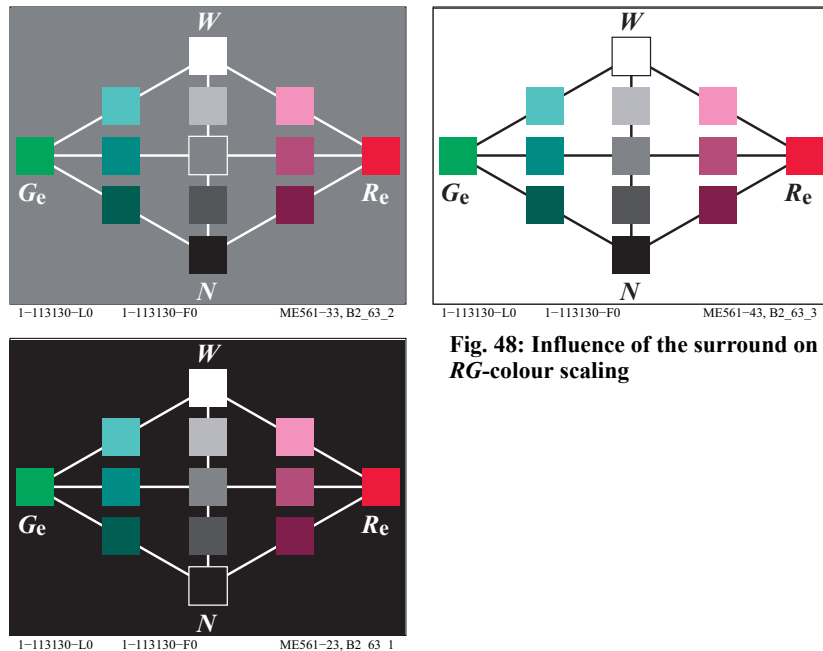 W
Ge
Re
N
1−113130−L0 1−113130−F0 ME561−33, B2_63_2
W
Ge
Re
N
1−113130−L0 1−113130−F0 ME561−43, B2_63_3
Fig. 48: Influence of the surround on
RG-colour scaling
W
Ge
Re
N
1−113130−L0 1−113130−F0 ME561−23, B2_63_1